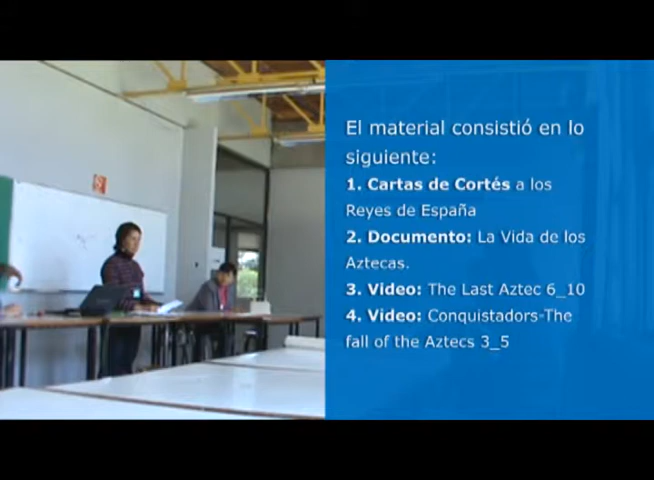 El material consistió en lo
siguiente:
1. Cartas de Cortés a los
Reyes de España
2. Documento: La Vida de los
Aztecas.
3. Video: The Last Aztec 6_10
4. Video: Conquistadors-The
fall of the Aztecs 3_5